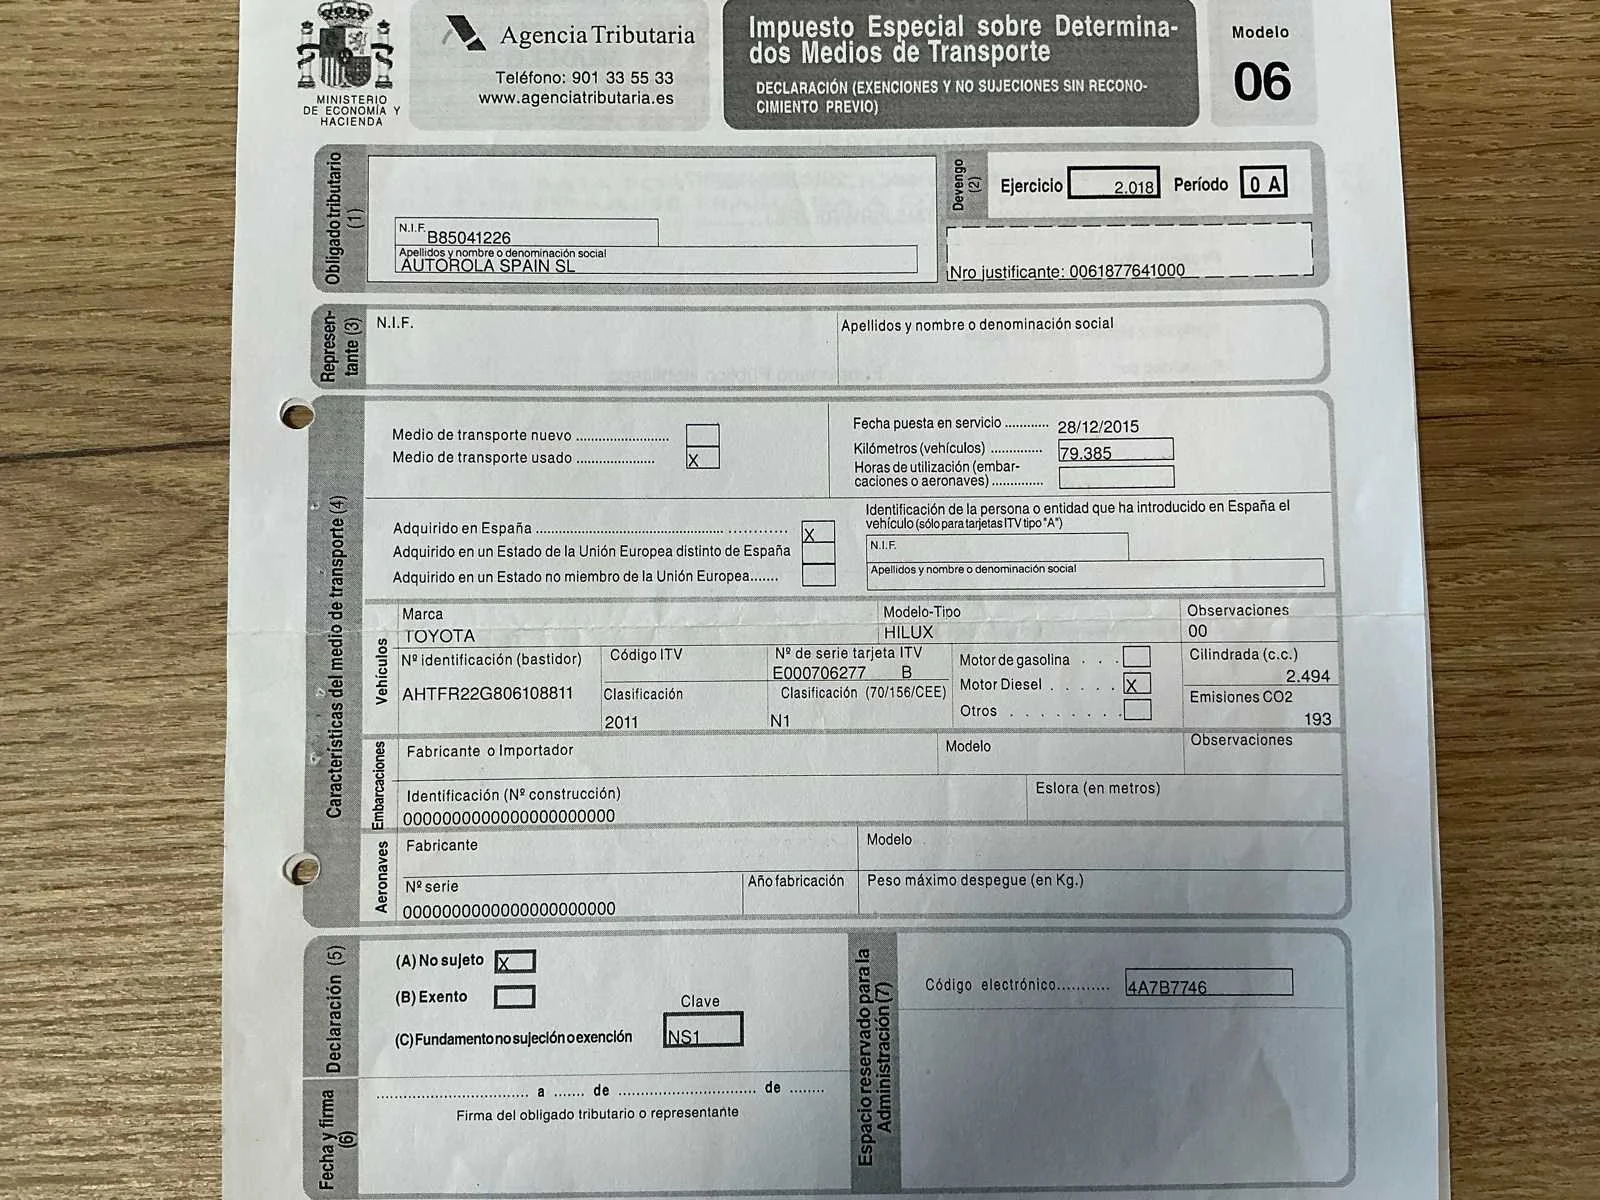 MINISTERIO
DE ECONOMÍA Y
HACIENDA
Agencia Tributaria
Teléfono: 901 33 55 33
www.agenciatributaria.es
Impuesto Especial sobre Determina-
dos Medios de Transporte
DECLARACIÓN (EXENCIONES Y NO SUJECIONES SIN RECONO-
CIMIENTO PREVIO)
Modelo
06
Obligado tributario
(1)
N.I.F. B85041226
Apellidos y nombre o denominación social
AUTOROLA SPAIN SL
Devengo
(2)
Ejercicio 2.018 Período 0 A
Nro justificante: 0061877641000
Represen-
tante (3)
N.I.F.
Apellidos y nombre o denominación social
Características del medio de transporte (4)
Medio de transporte nuevo ........................
Medio de transporte usado .................... X
Fecha puesta en servicio ........... 28/12/2015
Kilómetros (vehículos) .............. 79.385
Horas de utilización (embar-
caciones o aeronaves) ..............
Adquirido en España ................................................... X
Adquirido en un Estado de la Unión Europea distinto de España
Adquirido en un Estado no miembro de la Unión Europea.......
Identificación de la persona o entidad que ha introducido en España el
vehículo (sólo para tarjetas ITV tipo "A")
N.I.F.
Apellidos y nombre o denominación social
Vehículos
Marca
TOYOTA
Modelo-Tipo
HILUX
Observaciones
00
Nº identificación (bastidor)
AHTFR22G806108811
Código ITV
Nº de serie tarjeta ITV
E000706277 B
Clasificación
2011
Clasificación (70/156/CEE)
N1
Motor de gasolina . . .
Motor Diesel . . . . . X
Otros . . . . . . . .
Cilindrada (c.c.)
2.494
Emisiones CO2
193
Embarcaciones
Fabricante o Importador
Modelo
Observaciones
Identificación (Nº construcción)
0000000000000000000000
Eslora (en metros)
Aeronaves
Fabricante
Modelo
Nº serie
0000000000000000000000
Año fabricación
Peso máximo despegue (en Kg.)
Declaración (5)
(A) No sujeto X
(B) Exento
Clave
(C) Fundamento no sujeción o exención NS1
Espacio reservado para la
Administración (7)
Código electrónico........... 4A7B7746
Fecha y firma
(6)
............................... a ....... de ............................ de ........
Firma del obligado tributario o representante